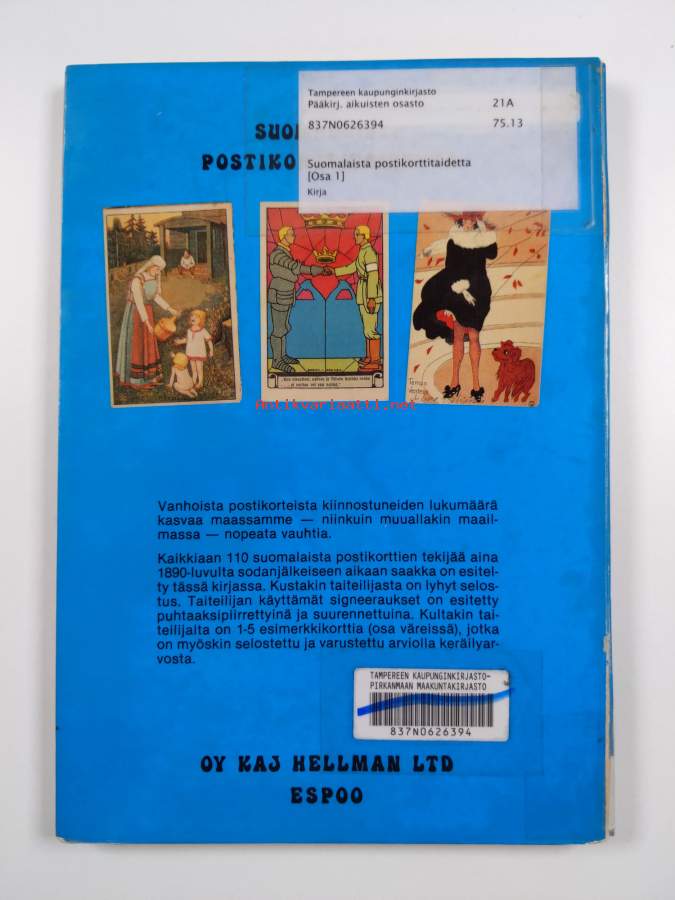 Tampereen kaupunginkirjasto
Pääkirj. aikuisten osasto 21A
837N0626394 75.13
Suomalaista postikorttitaidetta
[Osa 1]
Kirja
SUO
POSTIKO
Antikvarisatti.net
Vanhoista postikorteista kiinnostuneiden lukumäärä
kasvaa maassamme — niinkuin muuallakin maail-
massa — nopeata vauhtia.
Kaikkiaan 110 suomalaista postikorttien tekijää aina
1890-luvulta sodanjälkeiseen aikaan saakka on esitel-
ty tässä kirjassa. Kustakin taiteilijasta on lyhyt selos-
tus. Taiteilijan käyttämät signeeraukset on esitetty
puhtaaksipiirrettyinä ja suurennettuina. Kultakin tai-
teilijalta on 1-5 esimerkkikorttia (osa väreissä), jotka
on myöskin selostettu ja varustettu arviolla keräilyar-
vosta.
TAMPEREEN KAUPUNGINKIRJASTO-
PIRKANMAAN MAAKUNTAKIRJASTO
837N0626394
OY KAJ HELLMAN LTD
ESPOO